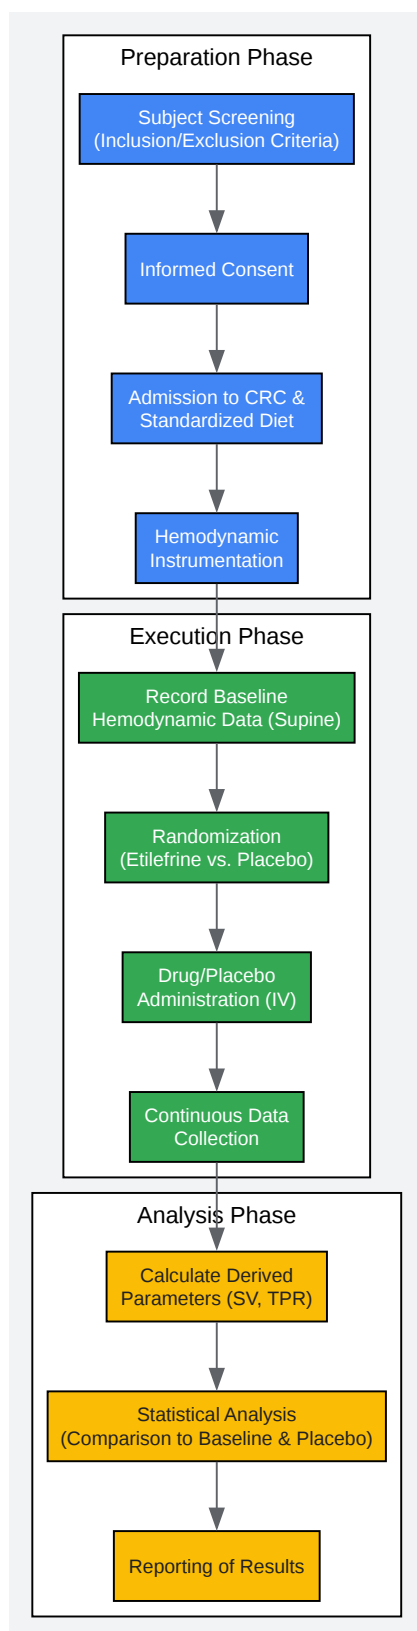 Preparation Phase
Subject Screening
(Inclusion/Exclusion Criteria)
Informed Consent
Admission to CRC &
Standardized Diet
Hemodynamic
Instrumentation
Execution Phase
Record Baseline
Hemodynamic Data (Supine)
Randomization
(Etilefrine vs. Placebo)
Drug/Placebo
Administration (IV)
Continuous Data
Collection
Analysis Phase
Calculate Derived
Parameters (SV, TPR)
Statistical Analysis
(Comparison to Baseline & Placebo)
Reporting of Results